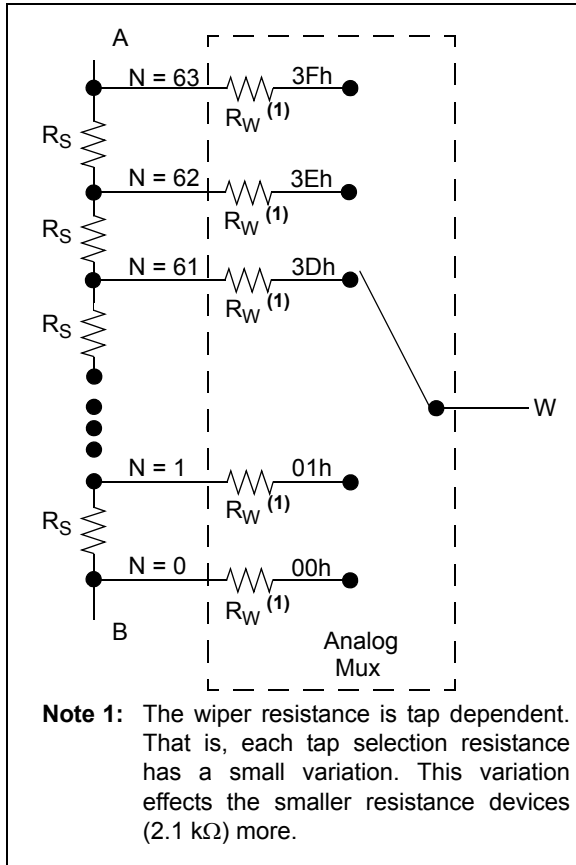 A
N = 63 3Fh
R_W (1)
R_S
N = 62 3Eh
R_W (1)
R_S
N = 61 3Dh
R_W (1)
R_S
W
N = 1 01h
R_W (1)
R_S
N = 0 00h
R_W (1)
B
Analog
Mux
Note 1: The wiper resistance is tap dependent.
That is, each tap selection resistance
has a small variation. This variation
effects the smaller resistance devices
(2.1 kΩ) more.